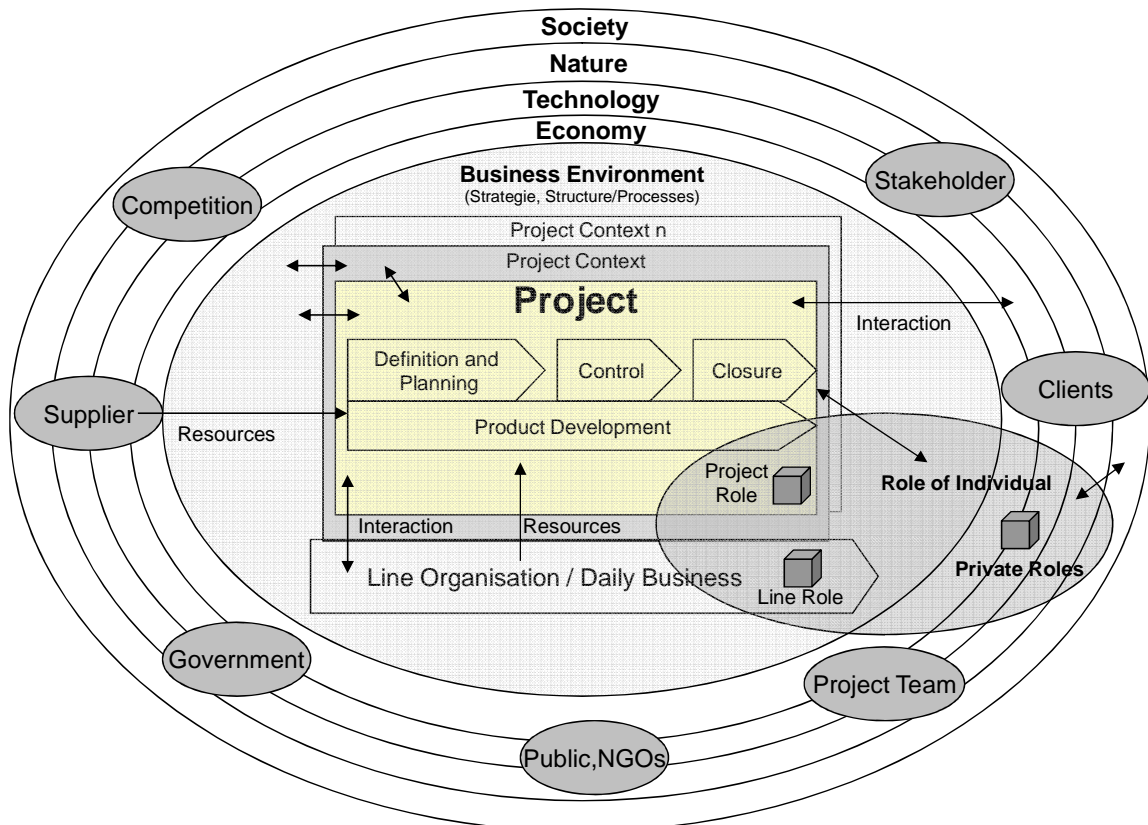 Society
Nature
Technology
Economy
Business Environment
(Strategie, Structure/Processes)
Competition
Stakeholder
Project Context n
Project Context
Project
Interaction
Definition and
Planning
Control
Closure
Supplier
Clients
Resources
Product Development
Project
Role
Role of Individual
Interaction
Resources
Private Roles
Line Organisation / Daily Business
Line Role
Government
Project Team
Public,NGOs